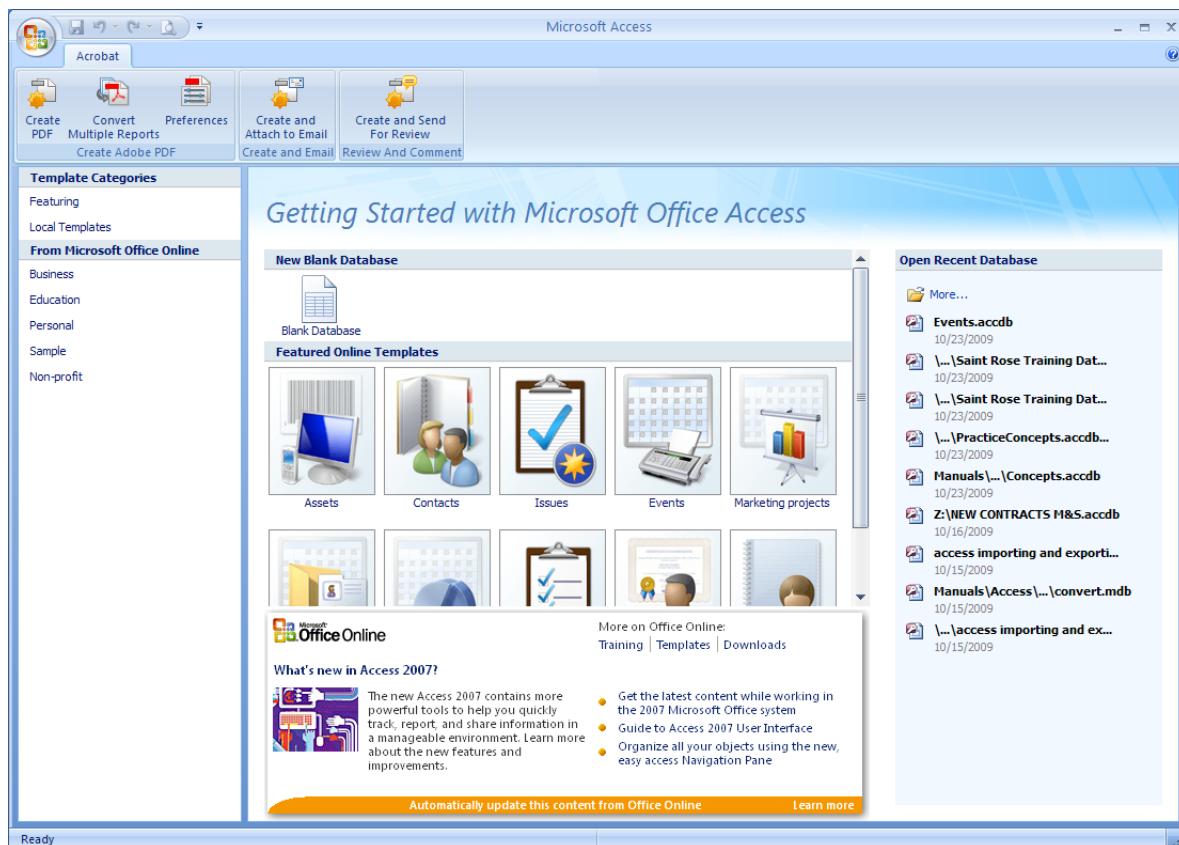 Microsoft Access
Acrobat
Create
PDF
Convert
Multiple Reports
Preferences
Create and
Attach to Email
Create and Send
For Review
Create Adobe PDF
Create and Email
Review And Comment
Template Categories
Featuring
Local Templates
From Microsoft Office Online
Business
Education
Personal
Sample
Non-profit
Getting Started with Microsoft Office Access
New Blank Database
Blank Database
Featured Online Templates
Assets
Contacts
Issues
Events
Marketing projects
Microsoft
Office Online
More on Office Online:
Training | Templates | Downloads
What's new in Access 2007?
The new Access 2007 contains more
powerful tools to help you quickly
track, report, and share information in
a manageable environment. Learn more
about the new features and
improvements.
Get the latest content while working in
the 2007 Microsoft Office system
Guide to Access 2007 User Interface
Organize all your objects using the new,
easy access Navigation Pane
Automatically update this content from Office Online
Learn more
Open Recent Database
More...
Events.accdb
10/23/2009
\...\Saint Rose Training Dat...
10/23/2009
\...\Saint Rose Training Dat...
10/23/2009
\...\PracticeConcepts.accdb...
10/23/2009
Manuals\...\Concepts.accdb
10/23/2009
Z:\NEW CONTRACTS M&S.accdb
10/16/2009
access importing and exporti...
10/15/2009
Manuals\Access\...\convert.mdb
10/15/2009
\...\access importing and ex...
10/15/2009
Ready